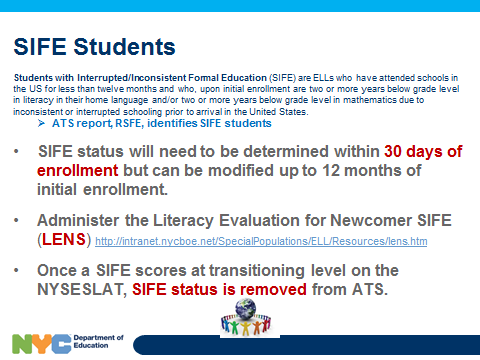 SIFE Students
Students with Interrupted/Inconsistent Formal Education (SIFE) are ELLs who have attended schools in
the US for less than twelve months and who, upon initial enrollment are two or more years below grade level
in literacy in their home language and/or two or more years below grade level in mathematics due to
inconsistent or interrupted schooling prior to arrival in the United States.
➢ ATS report, RSFE, identifies SIFE students
• SIFE status will need to be determined within 30 days of
enrollment but can be modified up to 12 months of
initial enrollment.
• Administer the Literacy Evaluation for Newcomer SIFE
(LENS) http://intranet.nycboe.net/SpecialPopulations/ELL/Resources/lens.htm
• Once a SIFE scores at transitioning level on the
NYSESLAT, SIFE status is removed from ATS.
NYC Department of
Education